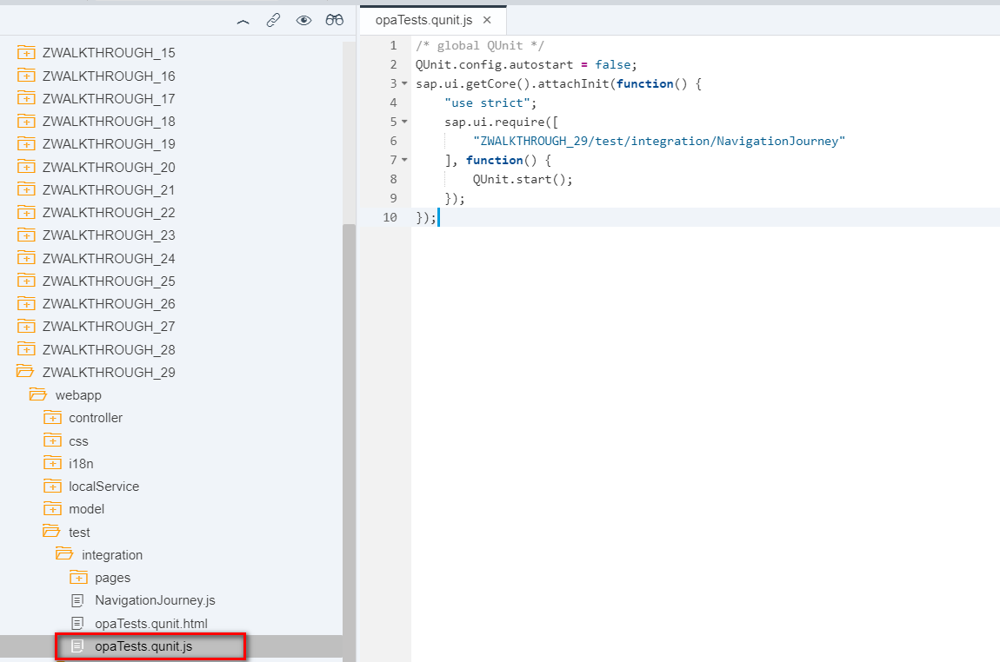 ZWALKTHROUGH_15
ZWALKTHROUGH_16
ZWALKTHROUGH_17
ZWALKTHROUGH_18
ZWALKTHROUGH_19
ZWALKTHROUGH_20
ZWALKTHROUGH_21
ZWALKTHROUGH_22
ZWALKTHROUGH_23
ZWALKTHROUGH_24
ZWALKTHROUGH_25
ZWALKTHROUGH_26
ZWALKTHROUGH_27
ZWALKTHROUGH_28
ZWALKTHROUGH_29
webapp
controller
css
i18n
localService
model
test
integration
pages
NavigationJourney.js
opaTests.qunit.html
opaTests.qunit.js
opaTests.qunit.js ×
1 /* global QUnit */
2 QUnit.config.autostart = false;
3 sap.ui.getCore().attachInit(function() {
4     "use strict";
5     sap.ui.require([
6         "ZWALKTHROUGH_29/test/integration/NavigationJourney"
7     ], function() {
8         QUnit.start();
9     });
10 });